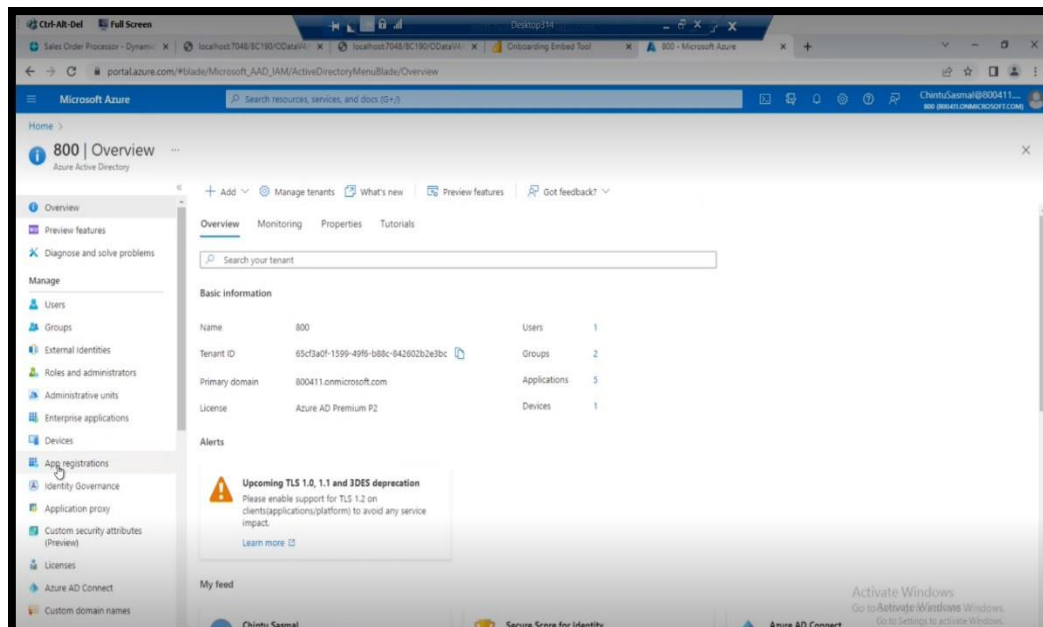 Ctrl-Alt-Del Full Screen
Desktop314
Sales Order Processor - Dynamic
localhost:7048/BC190/ODataV4/
localhost:7048/BC190/ODataV4/
Onboarding Embed Tool
800 - Microsoft Azure
portal.azure.com/#blade/Microsoft_AAD_IAM/ActiveDirectoryMenuBlade/Overview
Microsoft Azure
Search resources, services, and docs (G+/)
ChintuSasmal@800411....
800 (800411.ONMICROSOFT.COM)
Home >
800 | Overview ...
Azure Active Directory
Add
Manage tenants
What's new
Preview features
Got feedback?
Overview
Preview features
Diagnose and solve problems
Manage
Users
Groups
External Identities
Roles and administrators
Administrative units
Enterprise applications
Devices
App registrations
Identity Governance
Application proxy
Custom security attributes
(Preview)
Licenses
Azure AD Connect
Custom domain names
Overview Monitoring Properties Tutorials
Search your tenant
Basic information
Name 800 Users 1
Tenant ID 65cf3a0f-1599-49f6-b88c-842602b2e3bc Groups 2
Primary domain 800411.onmicrosoft.com Applications 5
License Azure AD Premium P2 Devices 1
Alerts
Upcoming TLS 1.0, 1.1 and 3DES deprecation
Please enable support for TLS 1.2 on
clients(applications/platform) to avoid any service
impact.
Learn more
My feed
Chintu Sasmal
Secure Score for Identity
Azure AD Connect
Activate Windows
Go to Settings to activate Windows.